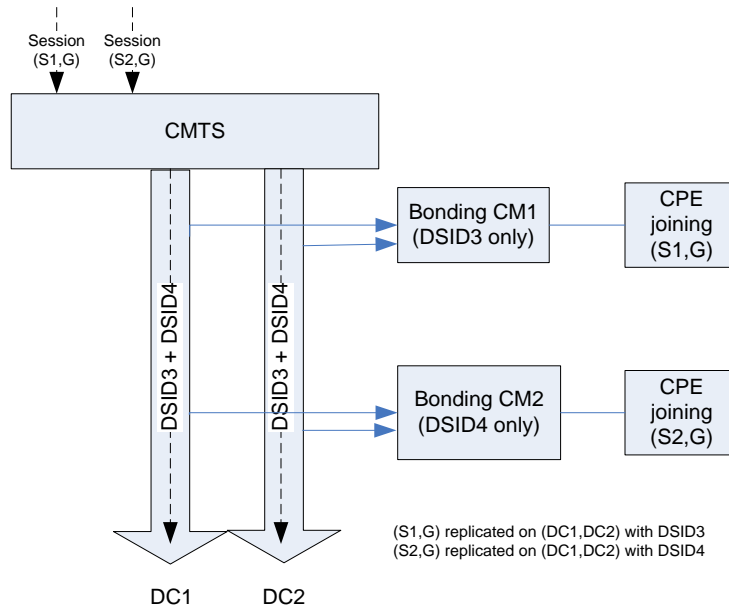 Session
(S1,G)
Session
(S2,G)
CMTS
Bonding CM1
(DSID3 only)
CPE
joining
(S1,G)
DSID3 + DSID4
DSID3 + DSID4
Bonding CM2
(DSID4 only)
CPE
joining
(S2,G)
(S1,G) replicated on (DC1,DC2) with DSID3
(S2,G) replicated on (DC1,DC2) with DSID4
DC1
DC2